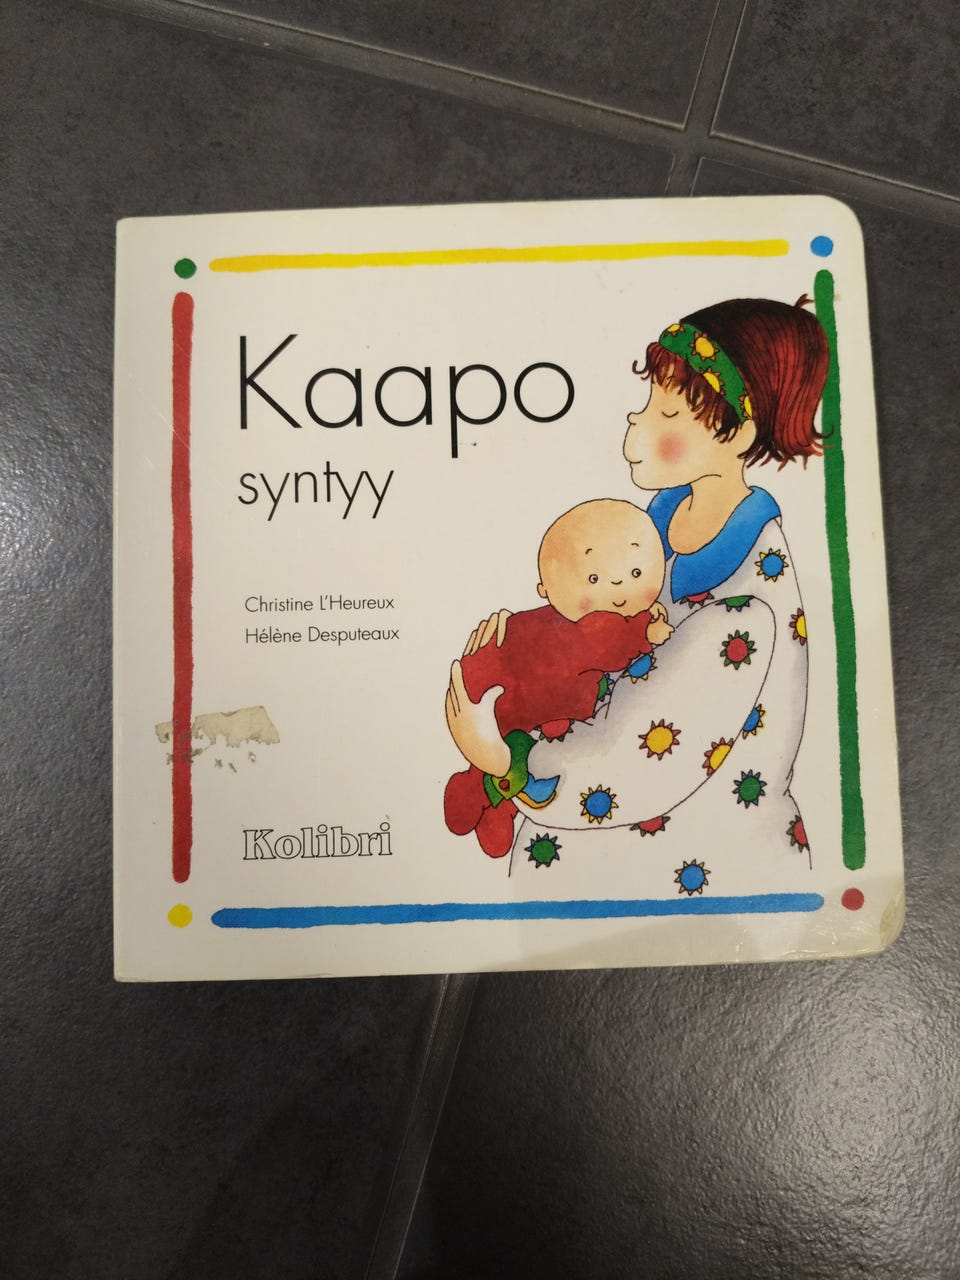 Kaapo
syntyy
Christine L'Heureux
Hélène Desputeaux
Kolibri